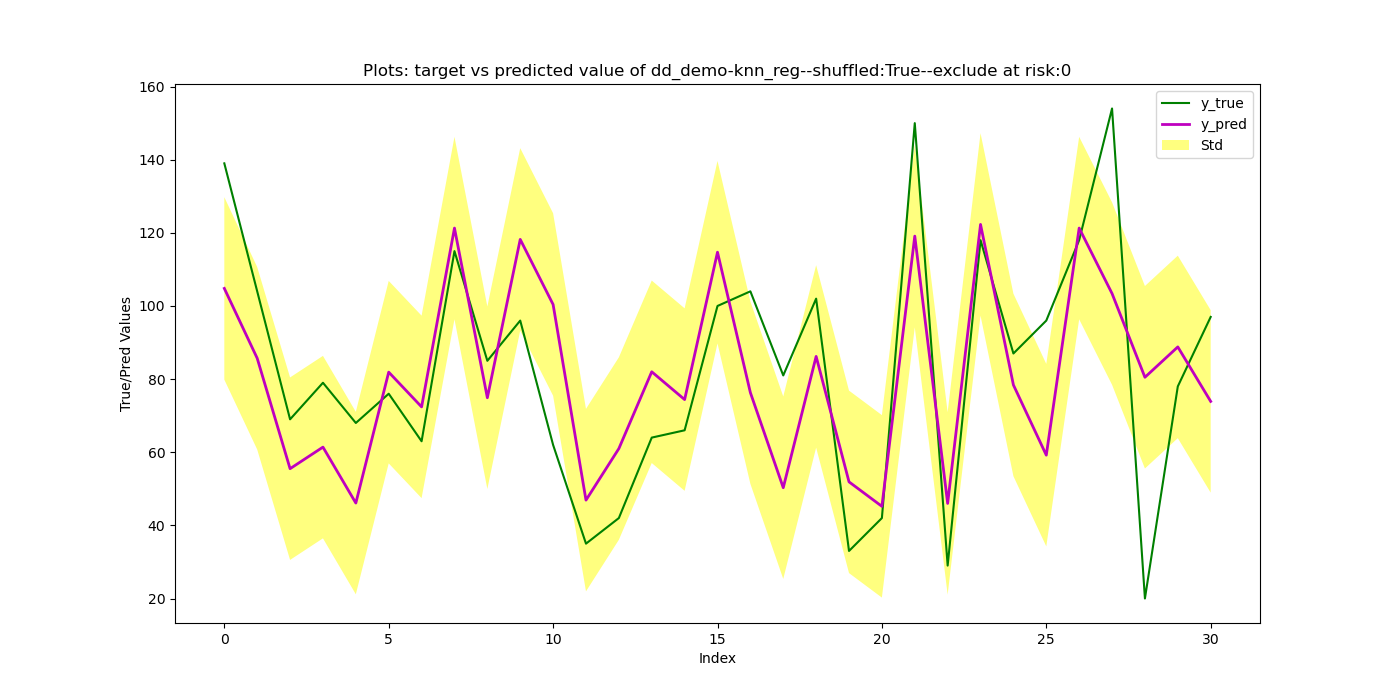 Plots: target vs predicted value of dd_demo-knn_reg--shuffled:True--exclude at risk:0
160
140
120
100
80
60
40
20
True/Pred Values
y_true
y_pred
Std
0 5 10 15 20 25 30
Index